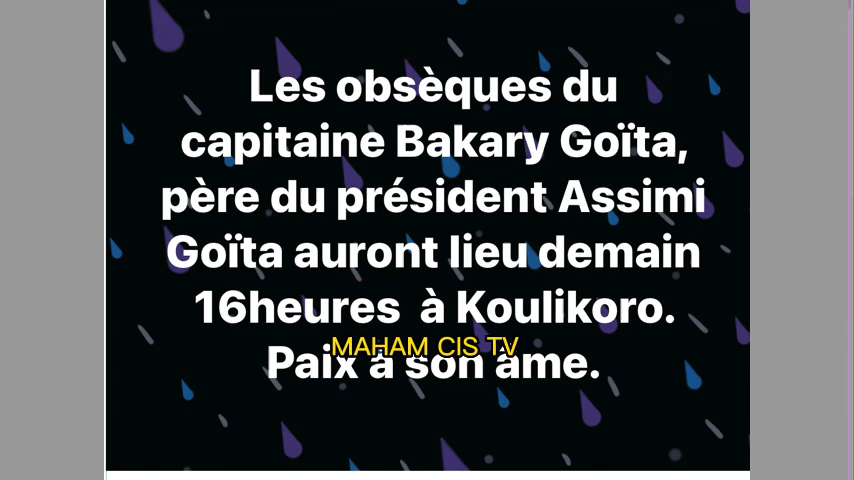 Les obsèques du
capitaine Bakary Goïta,
père du président Assimi
Goïta auront lieu demain
16heures à Koulikoro.
MAHAM CIS TV
Paix à son âme.